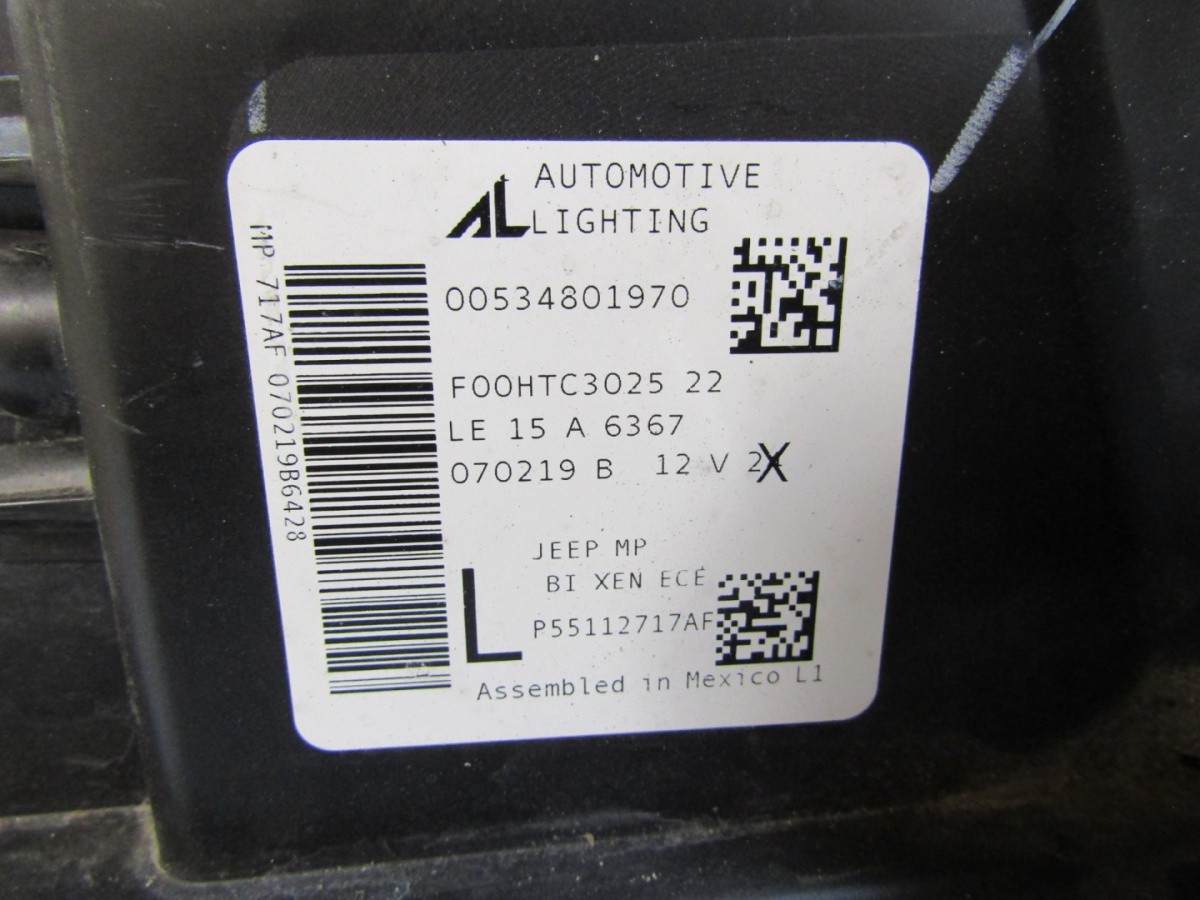 AL AUTOMOTIVE
LIGHTING
00534801970
F00HTC3025 22
LE 15 A 6367
070219 B 12 V
JEEP MP
BI XEN ECE
L
P55112717AF
Assembled in Mexico L1
MP 717AF 070219B6428